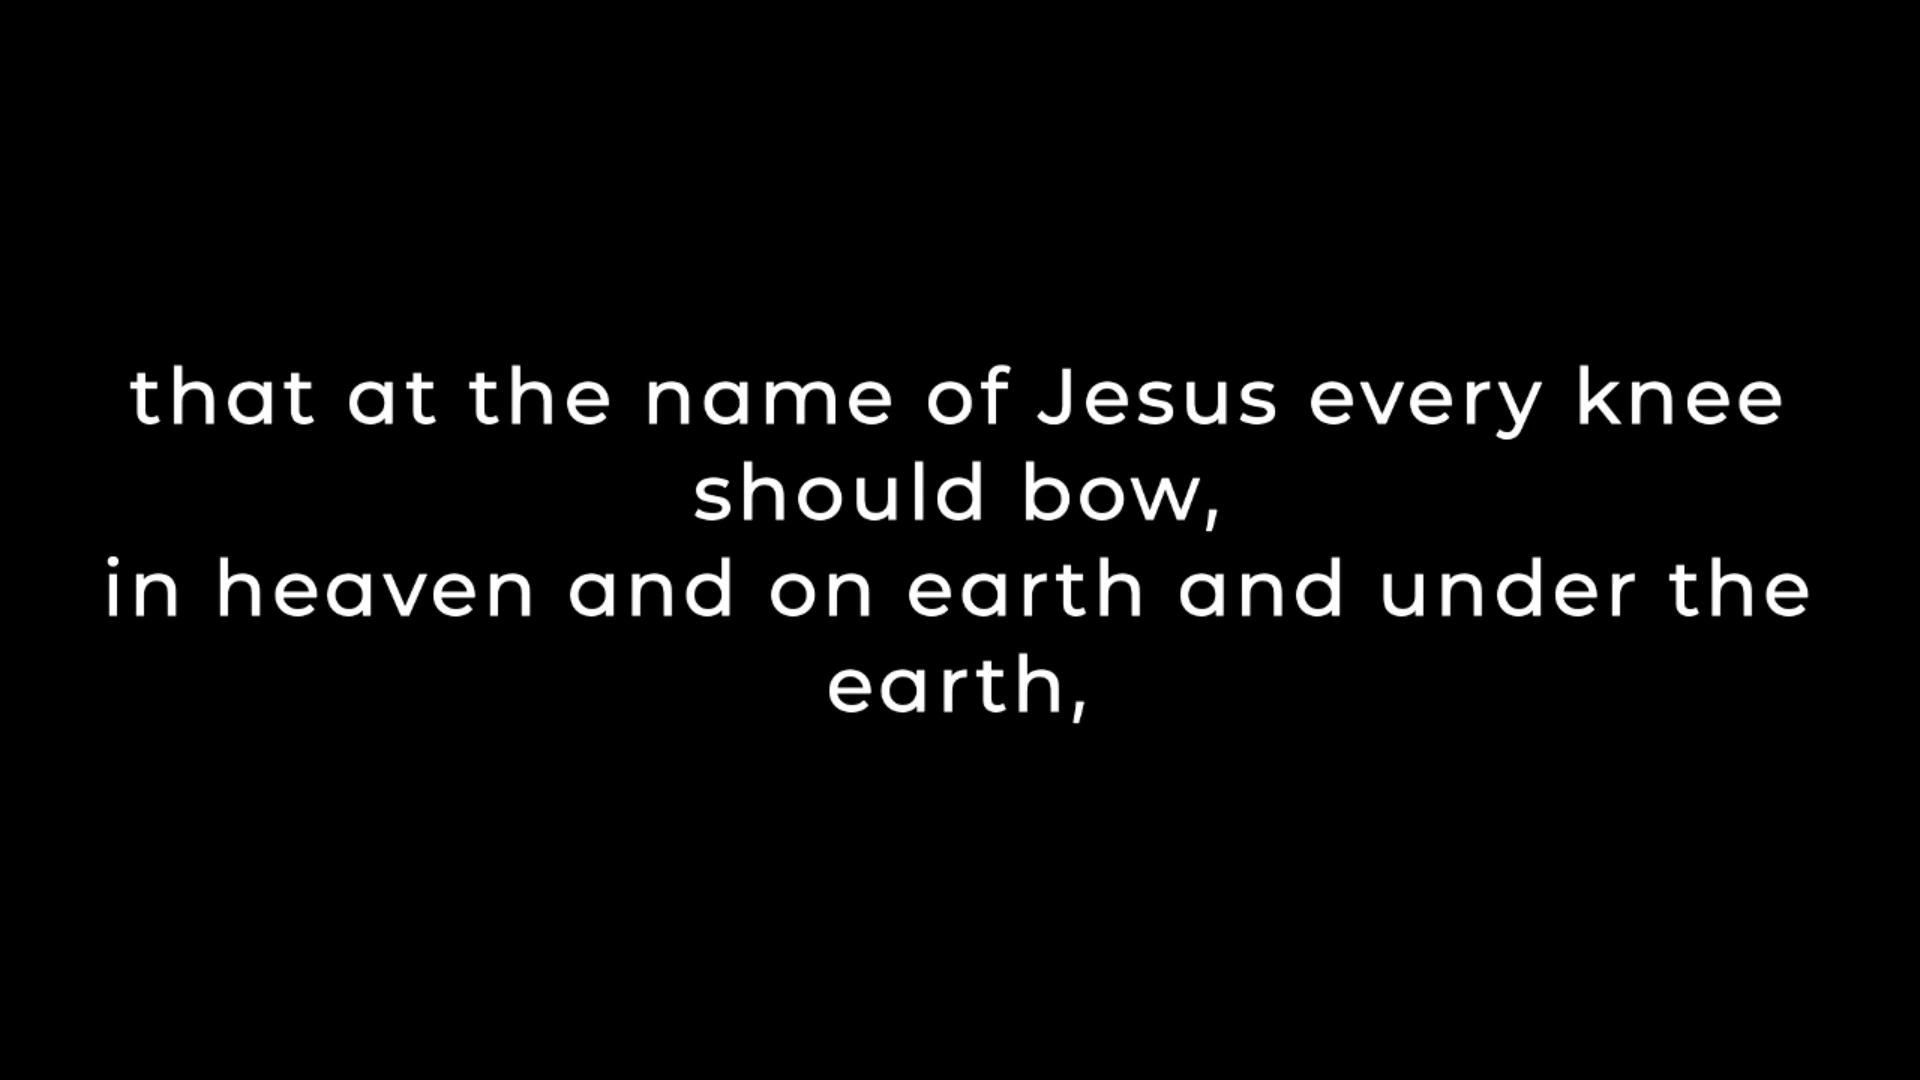 that at the name of Jesus every knee
should bow,
in heaven and on earth and under the
earth,